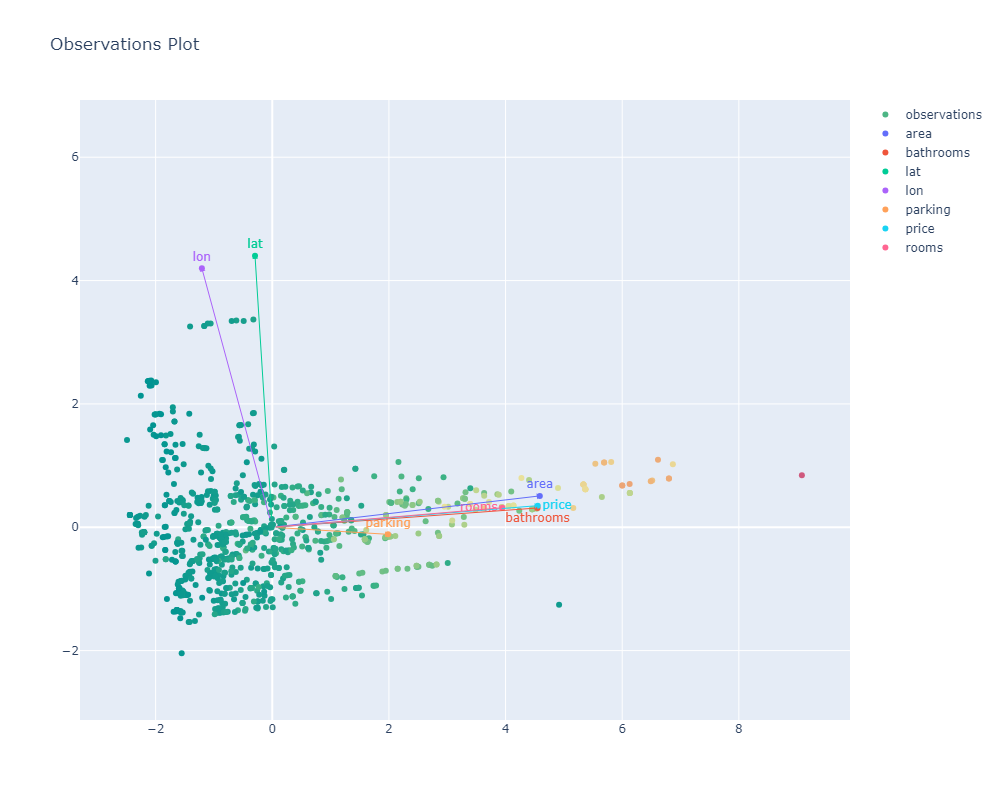 Observations Plot
observations
area
bathrooms
lat
lon
parking
price
rooms
6
4
2
0
−2
lat
lon
area
rooms
price
bathrooms
parking
−2
0
2
4
6
8